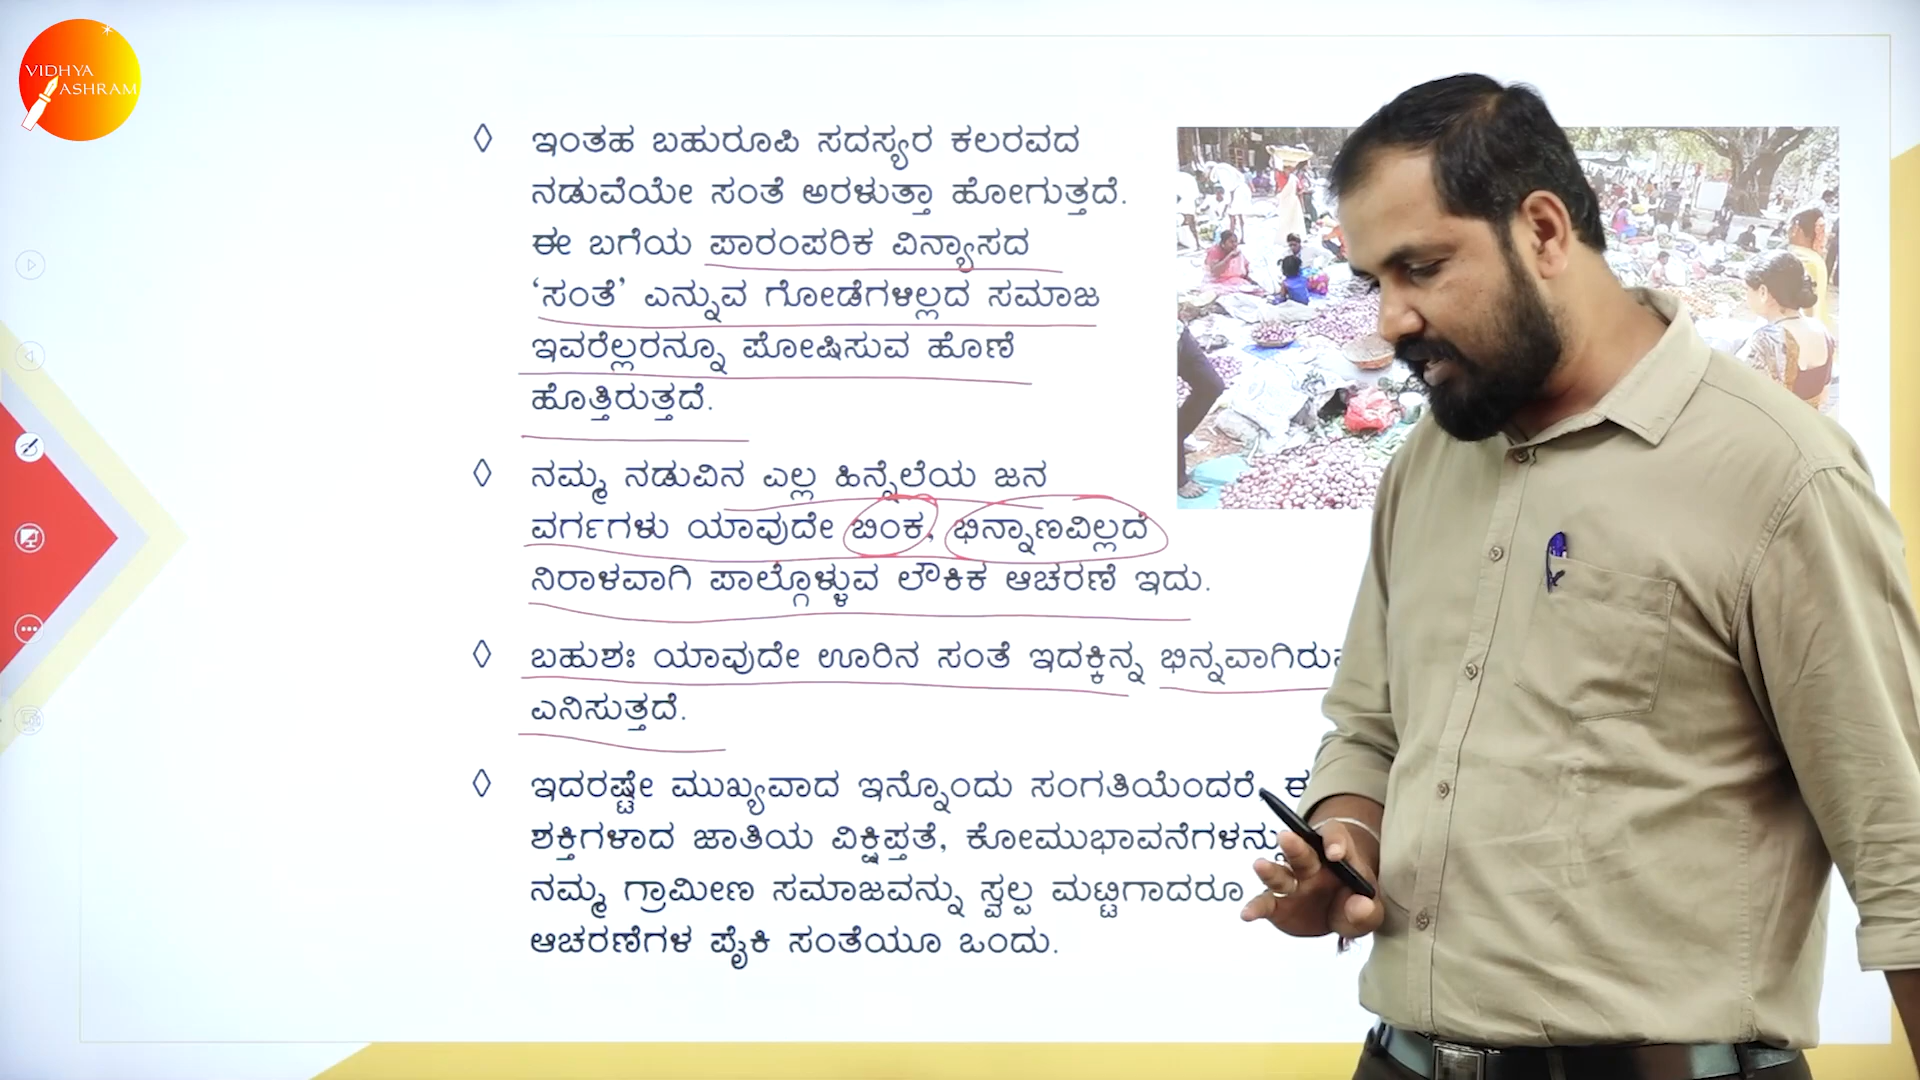 VIDHYA
ASHRAM
ಇಂತಹ ಬಹುರೂಪಿ ಸದಸ್ಯರ ಕಲರವದ
ನಡುವೆಯೇ ಸಂತೆ ಅರಳುತ್ತಾ ಹೋಗುತ್ತದೆ.
ಈ ಬಗೆಯ ಪಾರಂಪರಿಕ ವಿನ್ಯಾಸದ
‘ಸಂತೆ’ ಎನ್ನುವ ಗೋಡೆಗಳಿಲ್ಲದ ಸಮಾಜ
ಇವರೆಲ್ಲರನ್ನೂ ಪೋಷಿಸುವ ಹೊಣೆ
ಹೊತ್ತಿರುತ್ತದೆ.
ನಮ್ಮ ನಡುವಿನ ಎಲ್ಲ ಹಿನ್ನೆಲೆಯ ಜನ
ವರ್ಗಗಳು ಯಾವುದೇ ಬಿಂಕ, ಭಿನ್ನಾಣವಿಲ್ಲದೆ
ನಿರಾಳವಾಗಿ ಪಾಲ್ಗೊಳ್ಳುವ ಲೌಕಿಕ ಆಚರಣೆ ಇದು.
ಬಹುಶಃ ಯಾವುದೇ ಊರಿನ ಸಂತೆ ಇದಕ್ಕಿನ್ನ
ಎನಿಸುತ್ತದೆ.
ಇದರಷ್ಟೇ ಮುಖ್ಯವಾದ ಇನ್ನೊಂದು ಸಂಗತಿಯೆಂದರೆ, ಈ
ಶಕ್ತಿಗಳಾದ ಜಾತಿಯ ವಿಕ್ಷಿಪ್ತತೆ, ಕೋಮುಭಾವನೆಗಳನ್ನು
ನಮ್ಮ ಗ್ರಾಮೀಣ ಸಮಾಜವನ್ನು ಸ್ವಲ್ಪ ಮಟ್ಟಿಗಾದರೂ
ಆಚರಣೆಗಳ ಪೈಕಿ ಸಂತೆಯೂ ಒಂದು.